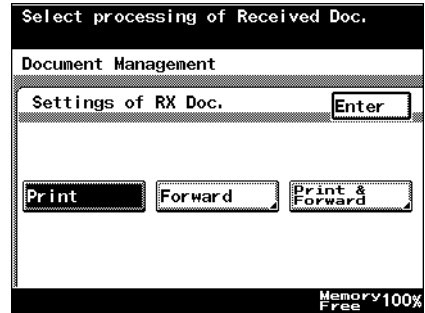 Select processing of Received Doc.
Document Management
Settings of RX Doc.
Enter
Print
Forward
Print &
Forward
Memory
Free 100%